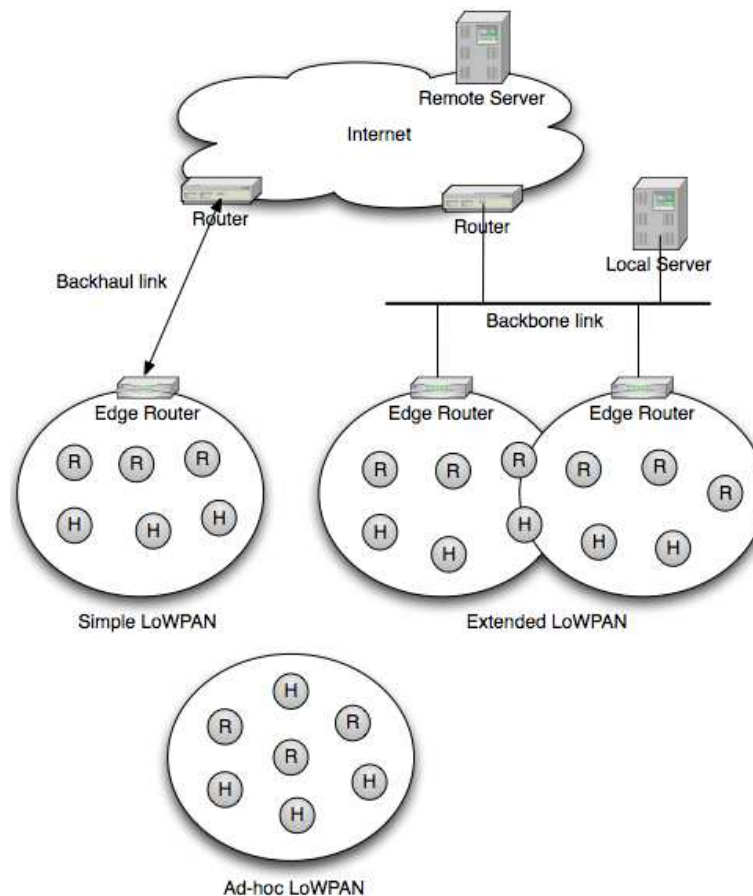 Remote Server
Internet
Router
Router
Local Server
Backhaul link
Backbone link
Edge Router
Edge Router
Edge Router
R
R
R
H
H
H
R
R
R
H
H
H
R
R
R
H
H
Simple LoWPAN
Extended LoWPAN
H
R
R
R
H
H
H
Ad-hoc LoWPAN